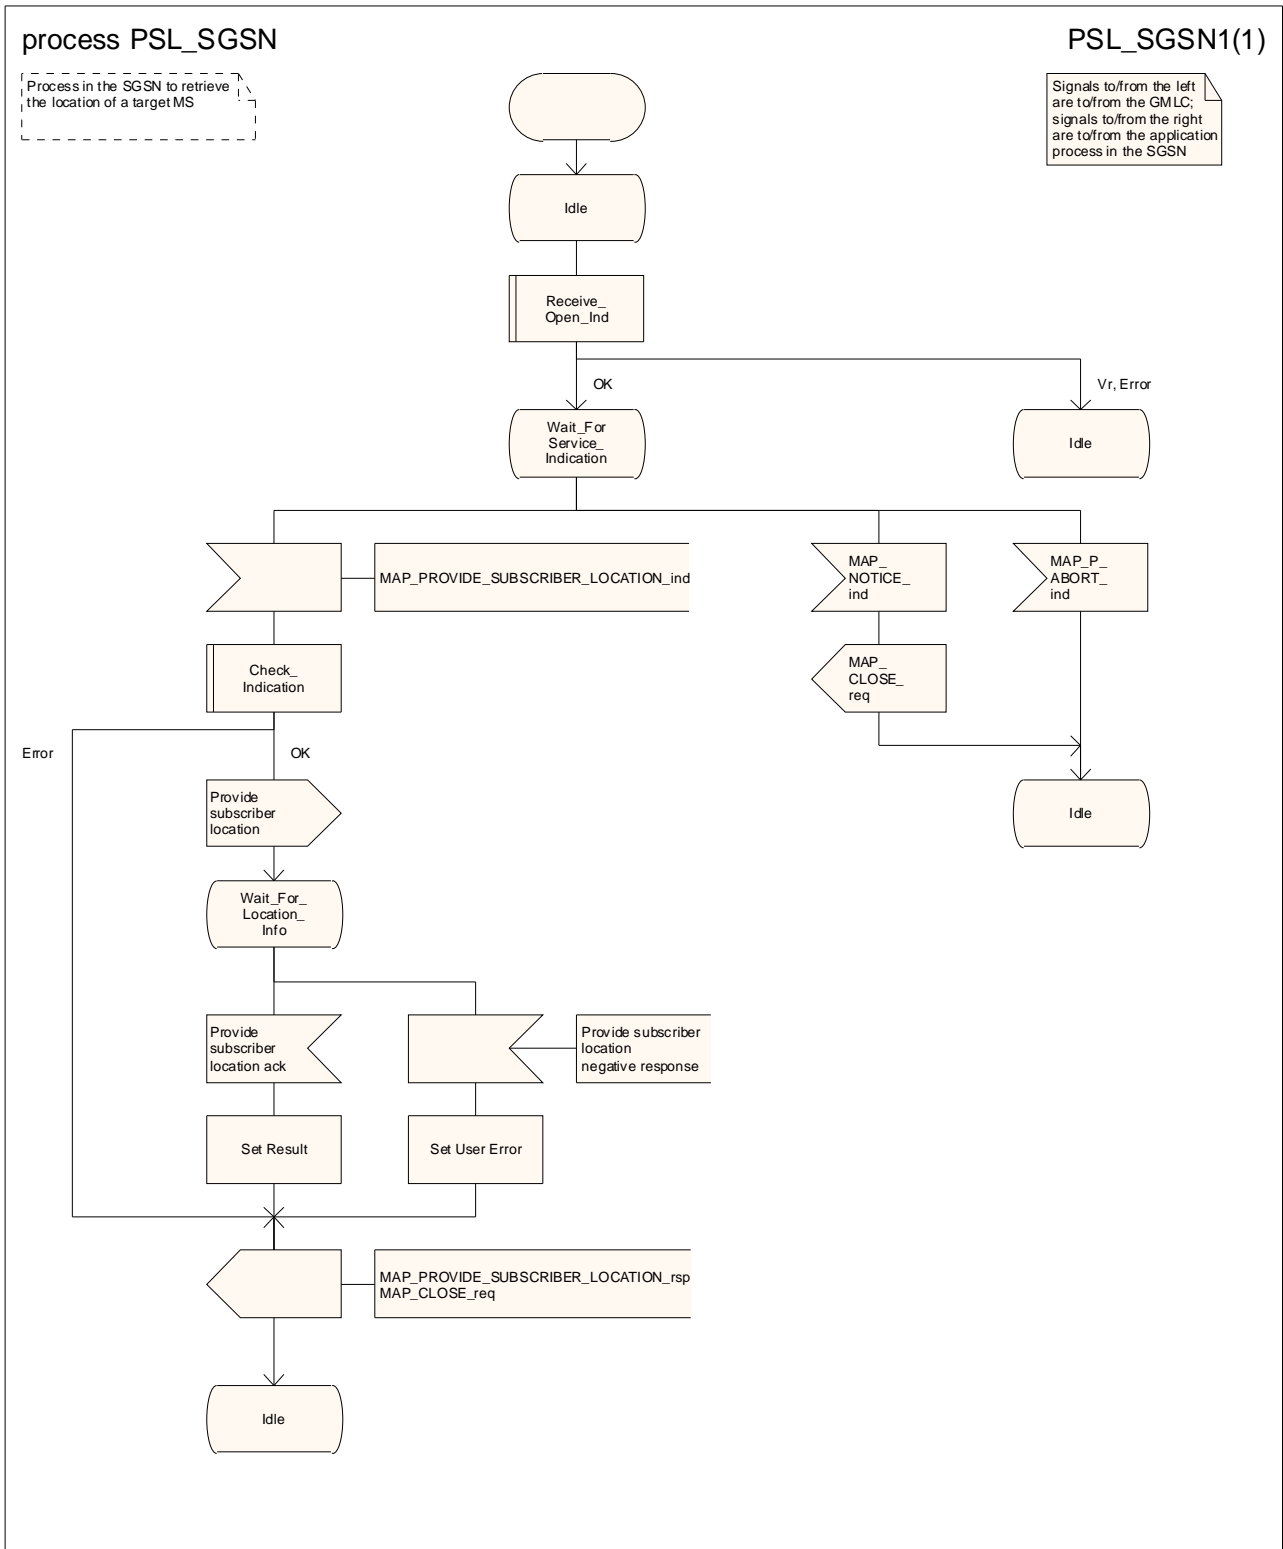 process PSL_SGSN
PSL_SGSN1(1)
Process in the SGSN to retrieve
the location of a target MS
Signals to/from the left
are to/from the GMLC;
signals to/from the right
are to/from the application
process in the SGSN
Idle
Receive_
Open_Ind
OK
Vr, Error
Wait_For
Service_
Indication
Idle
MAP_PROVIDE_SUBSCRIBER_LOCATION_ind
MAP_
NOTICE_
ind
MAP_P_
ABORT_
ind
Check_
Indication
MAP_
CLOSE_
req
Error
OK
Provide
subscriber
location
Idle
Wait_For_
Location_
Info
Provide
subscriber
location ack
Provide subscriber
location
negative response
Set Result
Set User Error
MAP_PROVIDE_SUBSCRIBER_LOCATION_rsp
MAP_CLOSE_req
Idle